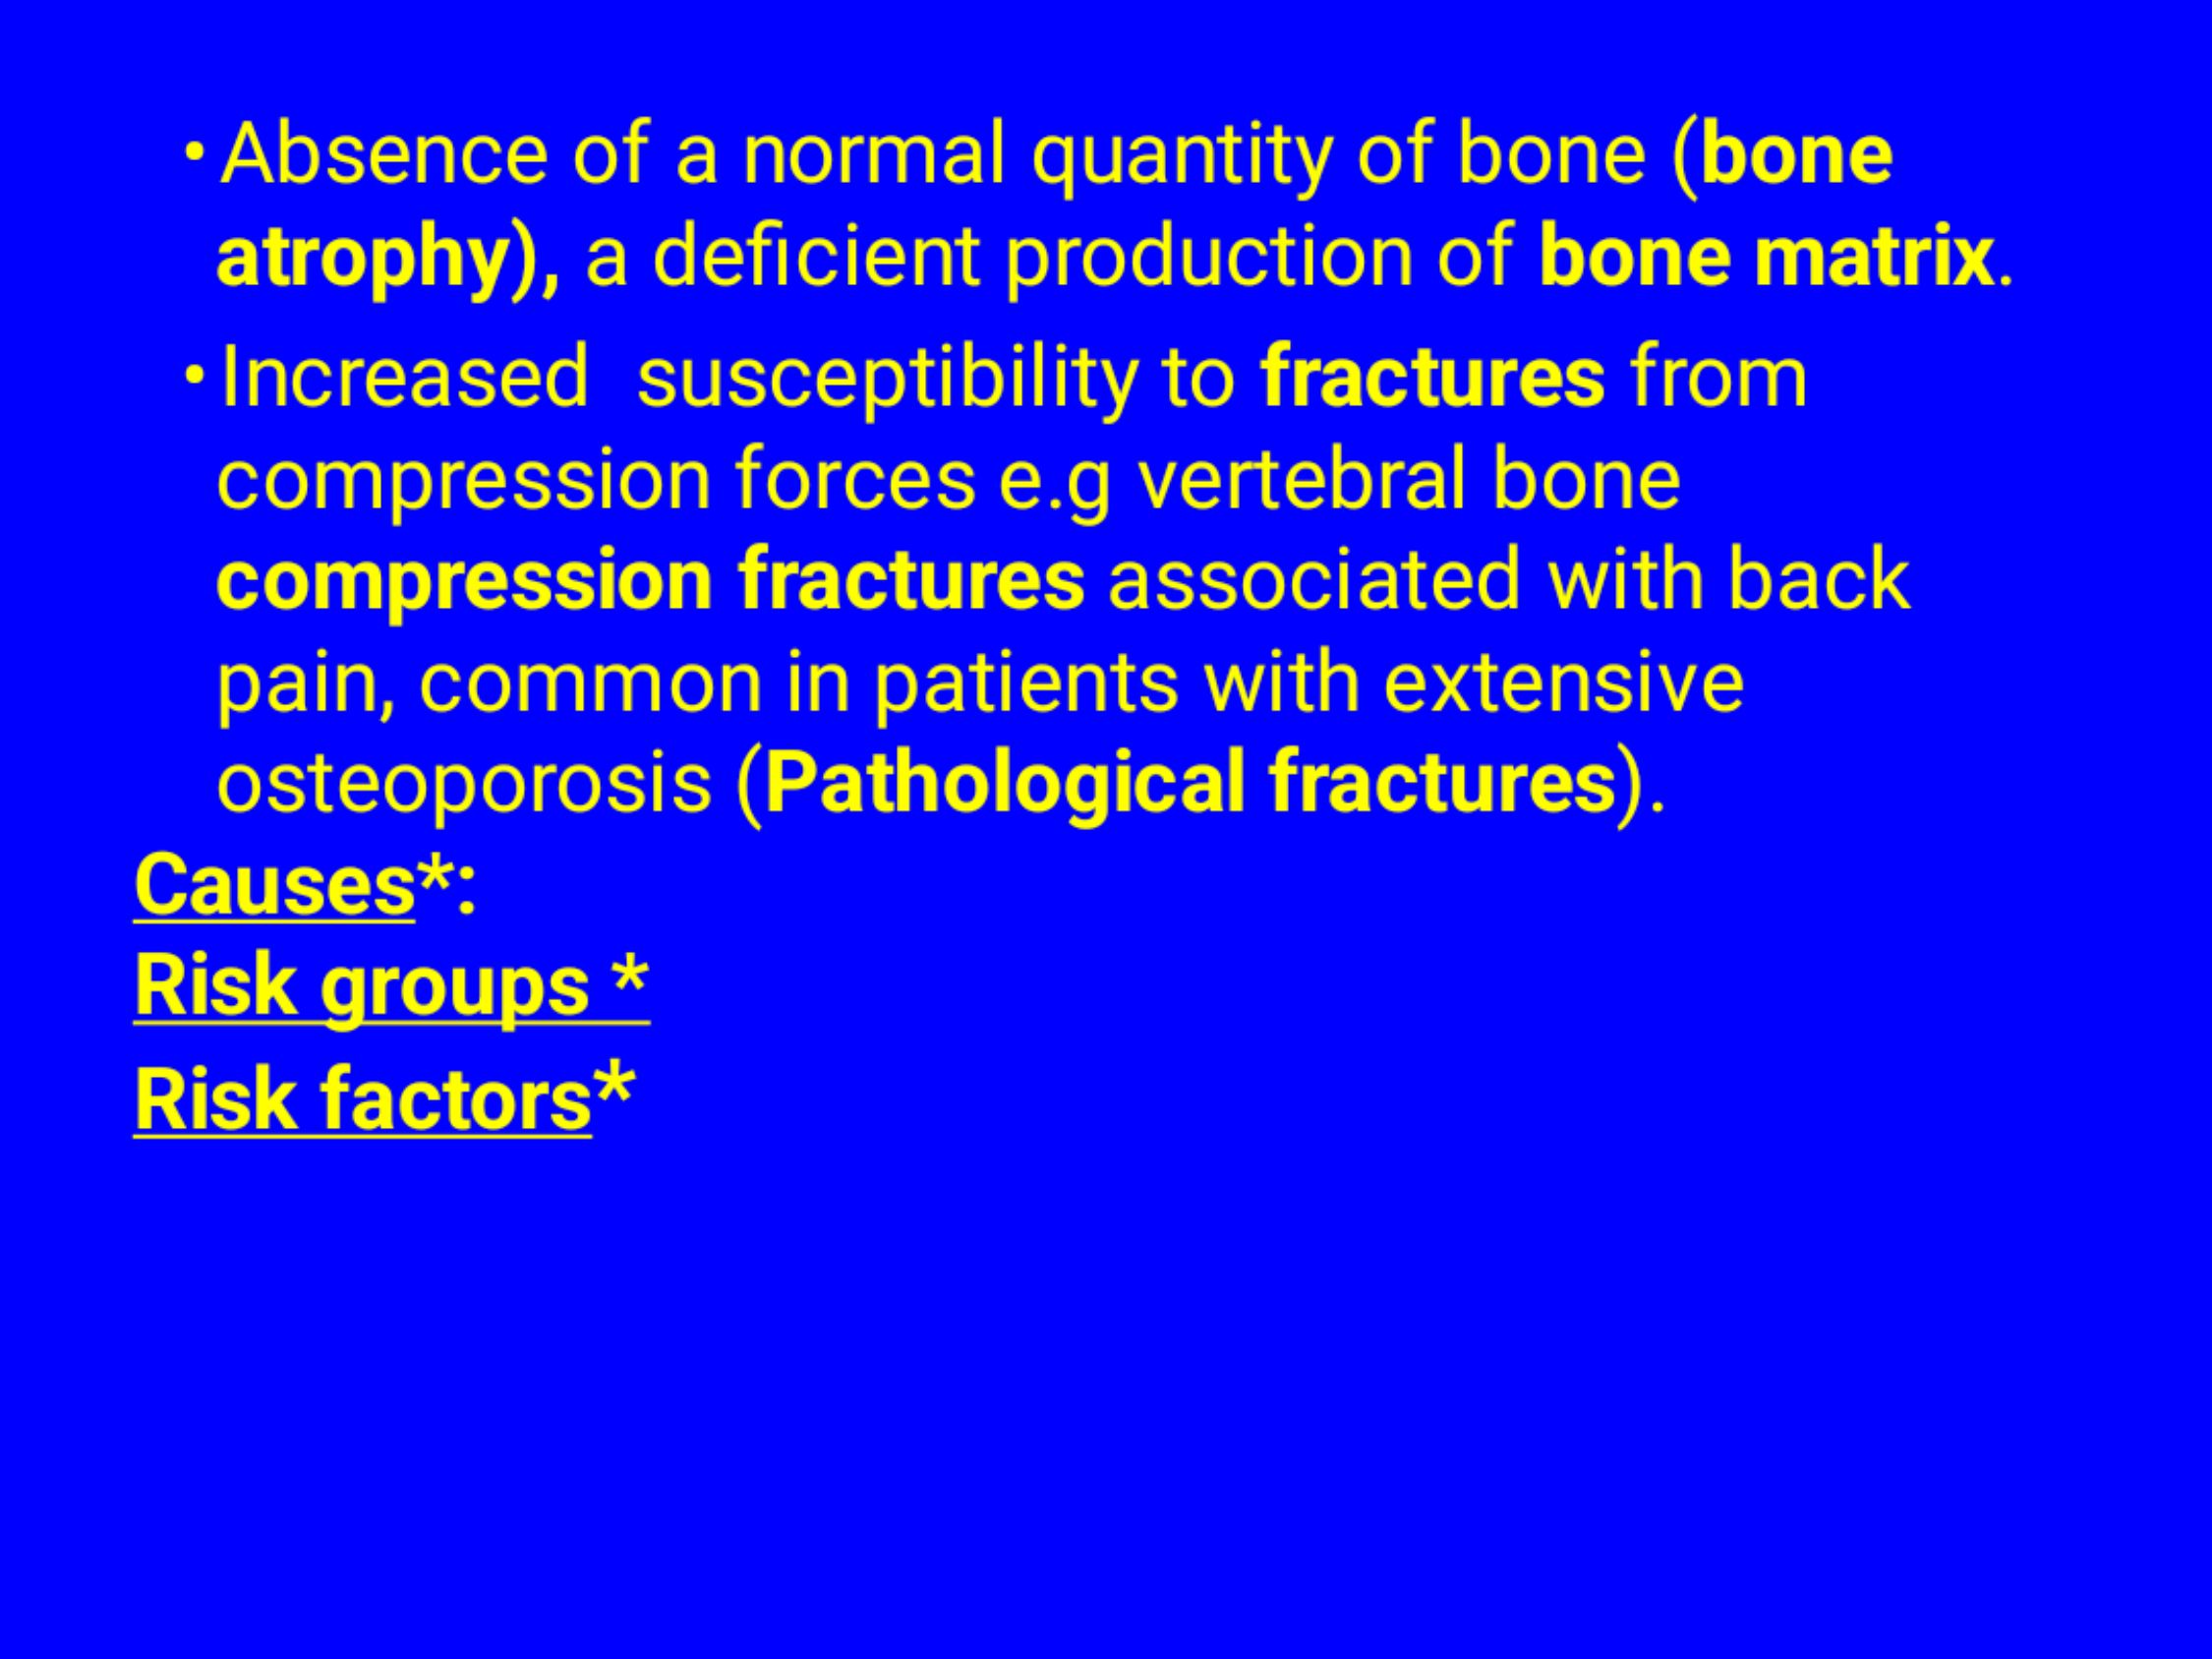 •Absence of a normal quantity of bone (bone
atrophy), a deficient production of bone matrix.
•Increased  susceptibility to fractures from
compression forces e.g vertebral bone
compression fractures associated with back
pain, common in patients with extensive
osteoporosis (Pathological fractures).
Causes*:
Risk groups *
Risk factors*